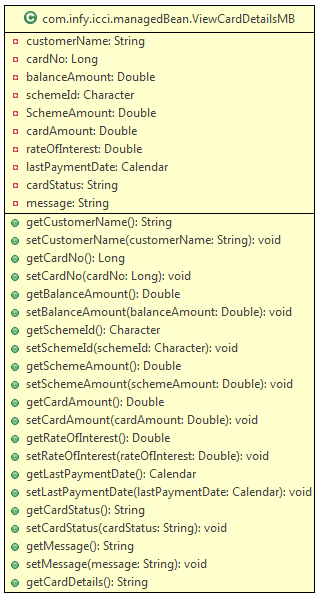 C com.infy.icci.managedBean.ViewCardDetailsMB
customerName: String
cardNo: Long
balanceAmount: Double
schemeId: Character
SchemeAmount: Double
cardAmount: Double
rateOfInterest: Double
lastPaymentDate: Calendar
cardStatus: String
message: String
getCustomerName(): String
setCustomerName(customerName: String): void
getCardNo(): Long
setCardNo(cardNo: Long): void
getBalanceAmount(): Double
setBalanceAmount(balanceAmount: Double): void
getSchemeId(): Character
setSchemeId(schemeId: Character): void
getSchemeAmount(): Double
setSchemeAmount(schemeAmount: Double): void
getCardAmount(): Double
setCardAmount(cardAmount: Double): void
getRateOfInterest(): Double
setRateOfInterest(rateOfInterest: Double): void
getLastPaymentDate(): Calendar
setLastPaymentDate(lastPaymentDate: Calendar): void
getCardStatus(): String
setCardStatus(cardStatus: String): void
getMessage(): String
setMessage(message: String): void
getCardDetails(): String